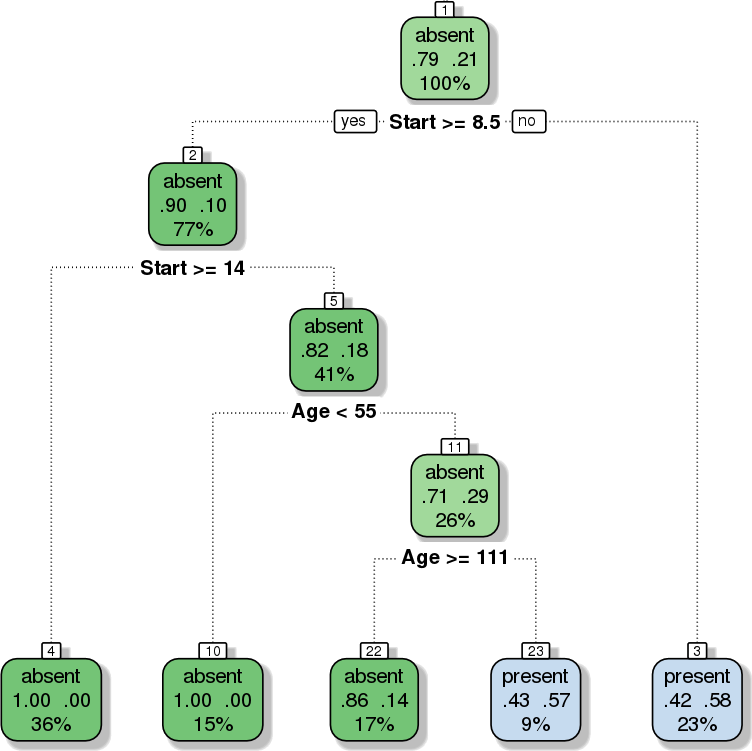 1
absent
.79 .21
100%
yes Start >= 8.5 no
2
absent
.90 .10
77%
Start >= 14
5
absent
.82 .18
41%
Age < 55
11
absent
.71 .29
26%
Age >= 111
4
absent
1.00 .00
36%
10
absent
1.00 .00
15%
22
absent
.86 .14
17%
23
present
.43 .57
9%
3
present
.42 .58
23%